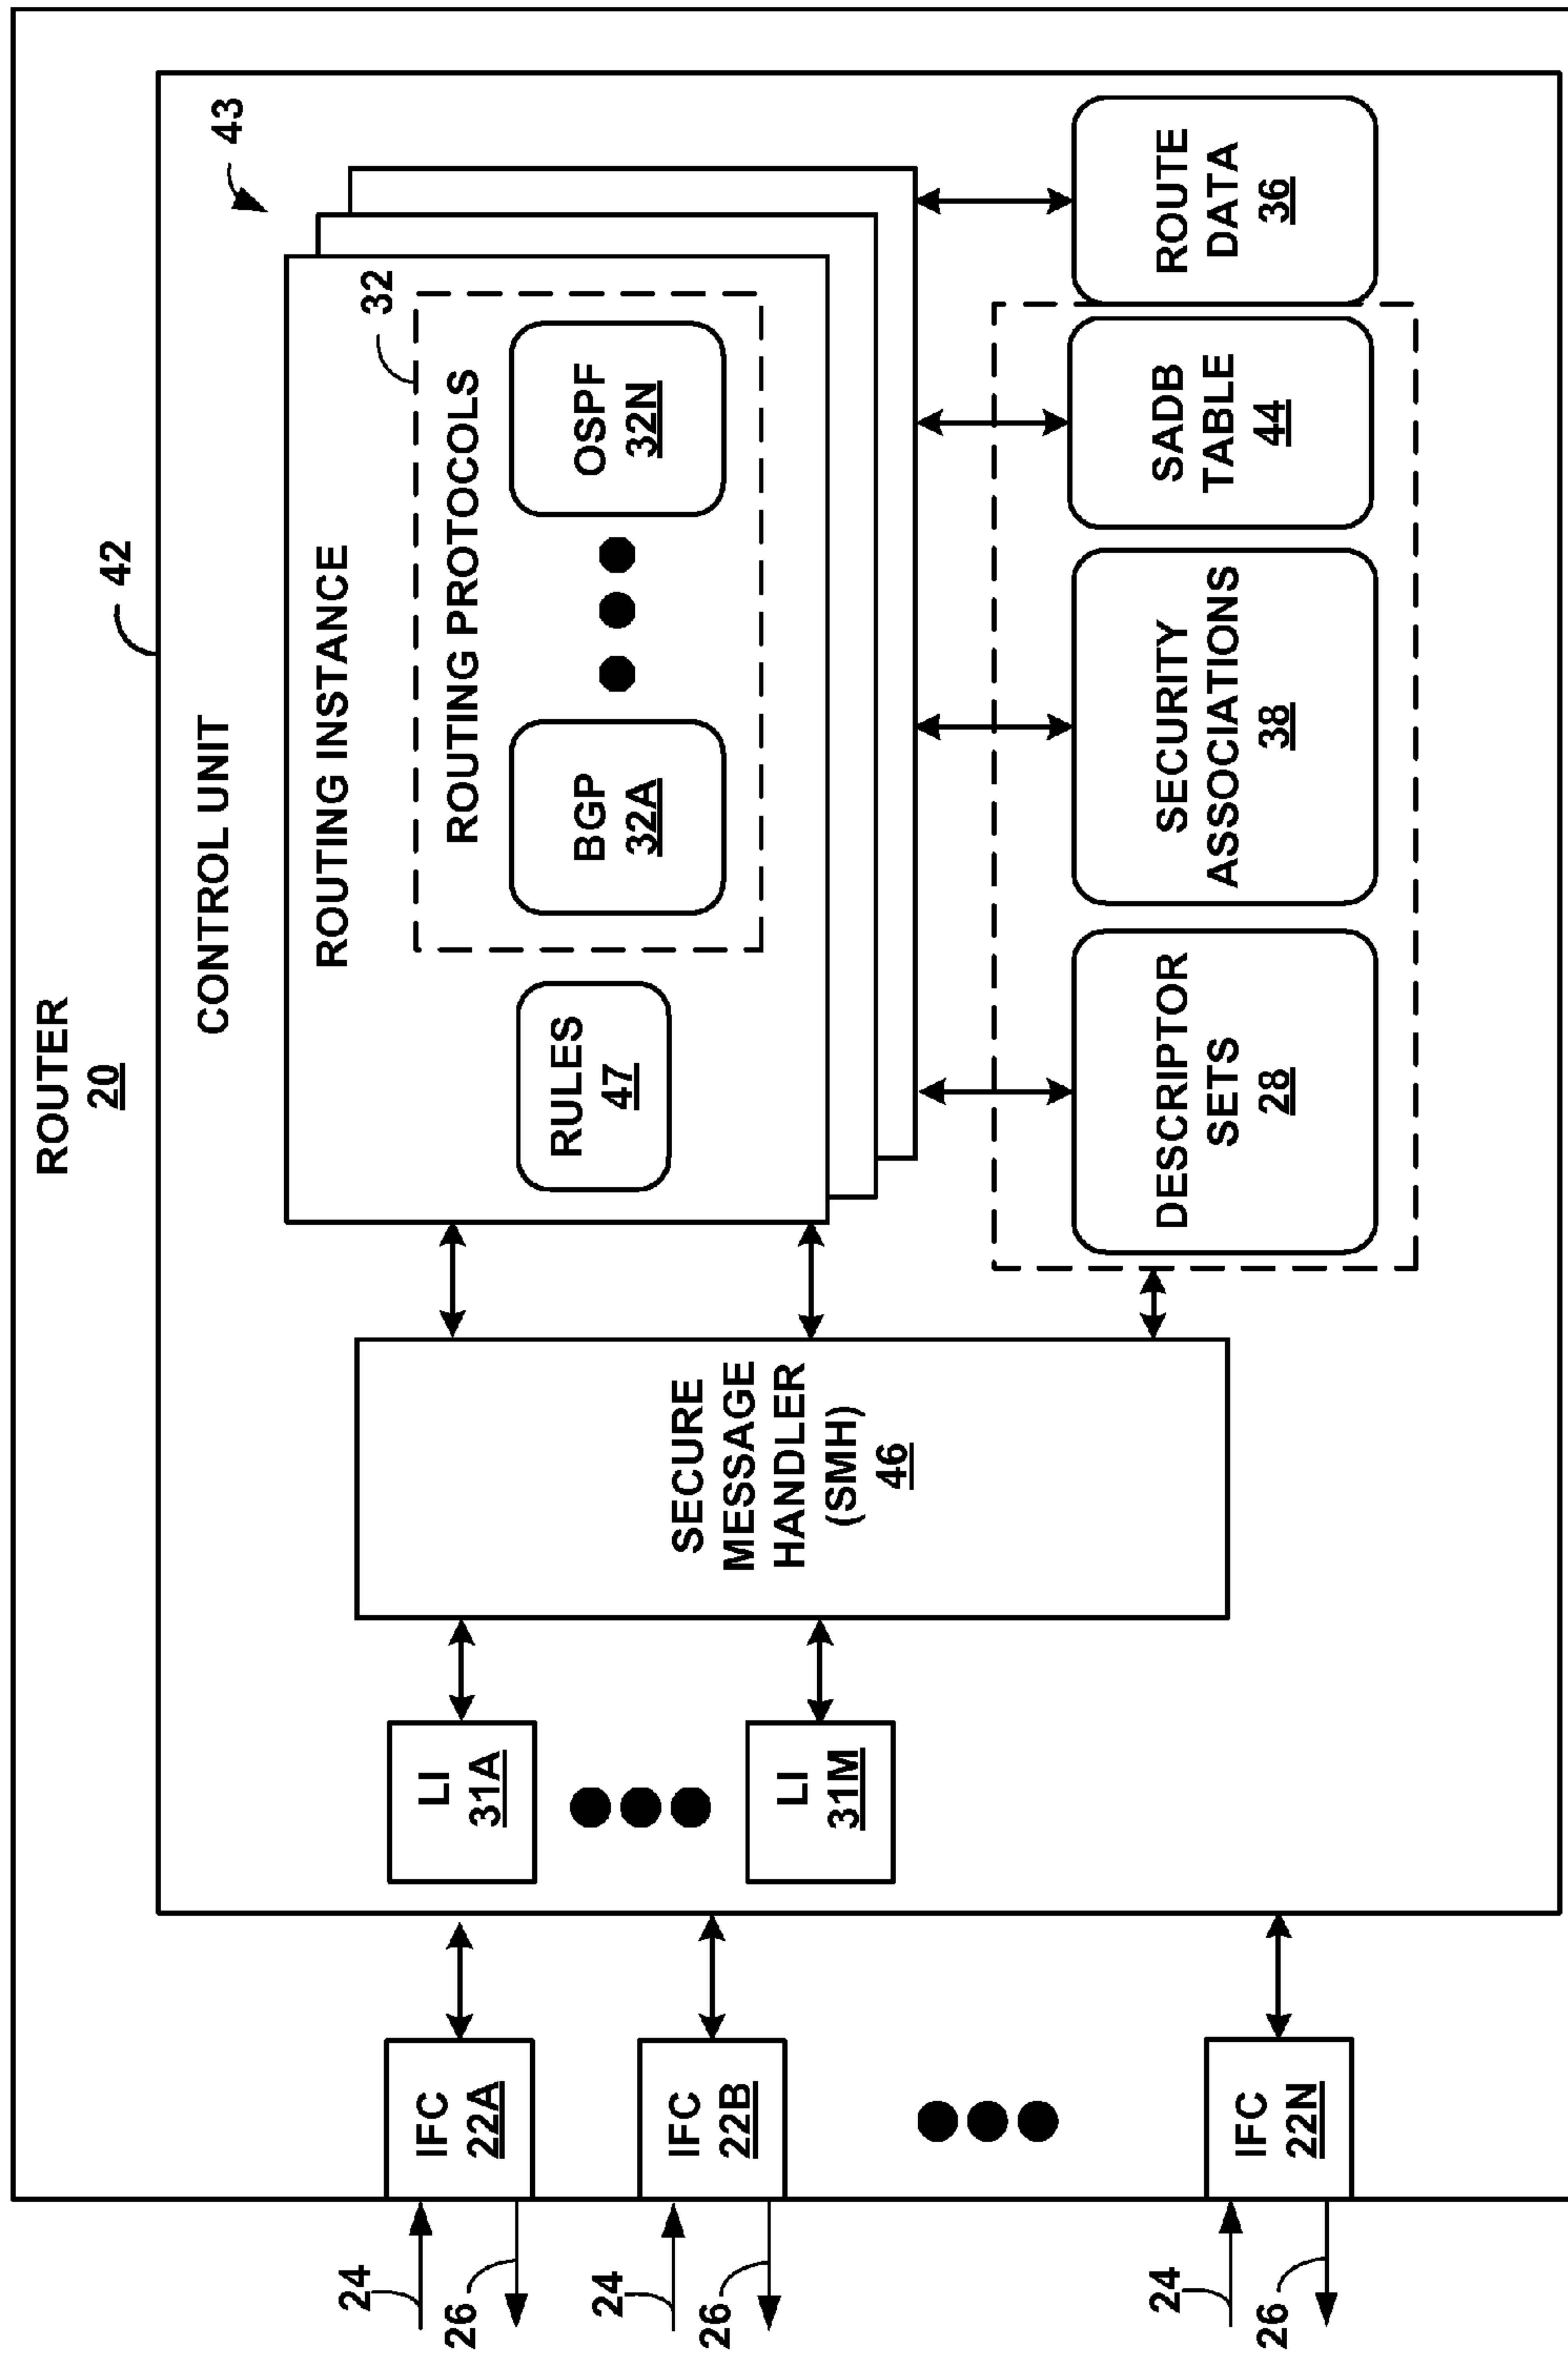 ROUTER
20
42
CONTROL UNIT
43
ROUTING INSTANCE
32
ROUTING PROTOCOLS
RULES
47
BGP
32A
OSPF
32N
IFC
22A
24
26
IFC
22B
24
26
IFC
22N
24
26
LI
31A
LI
31M
SECURE
MESSAGE
HANDLER
(SMH)
46
DESCRIPTOR
SETS
28
SECURITY
ASSOCIATIONS
38
SADB
TABLE
44
ROUTE
DATA
36